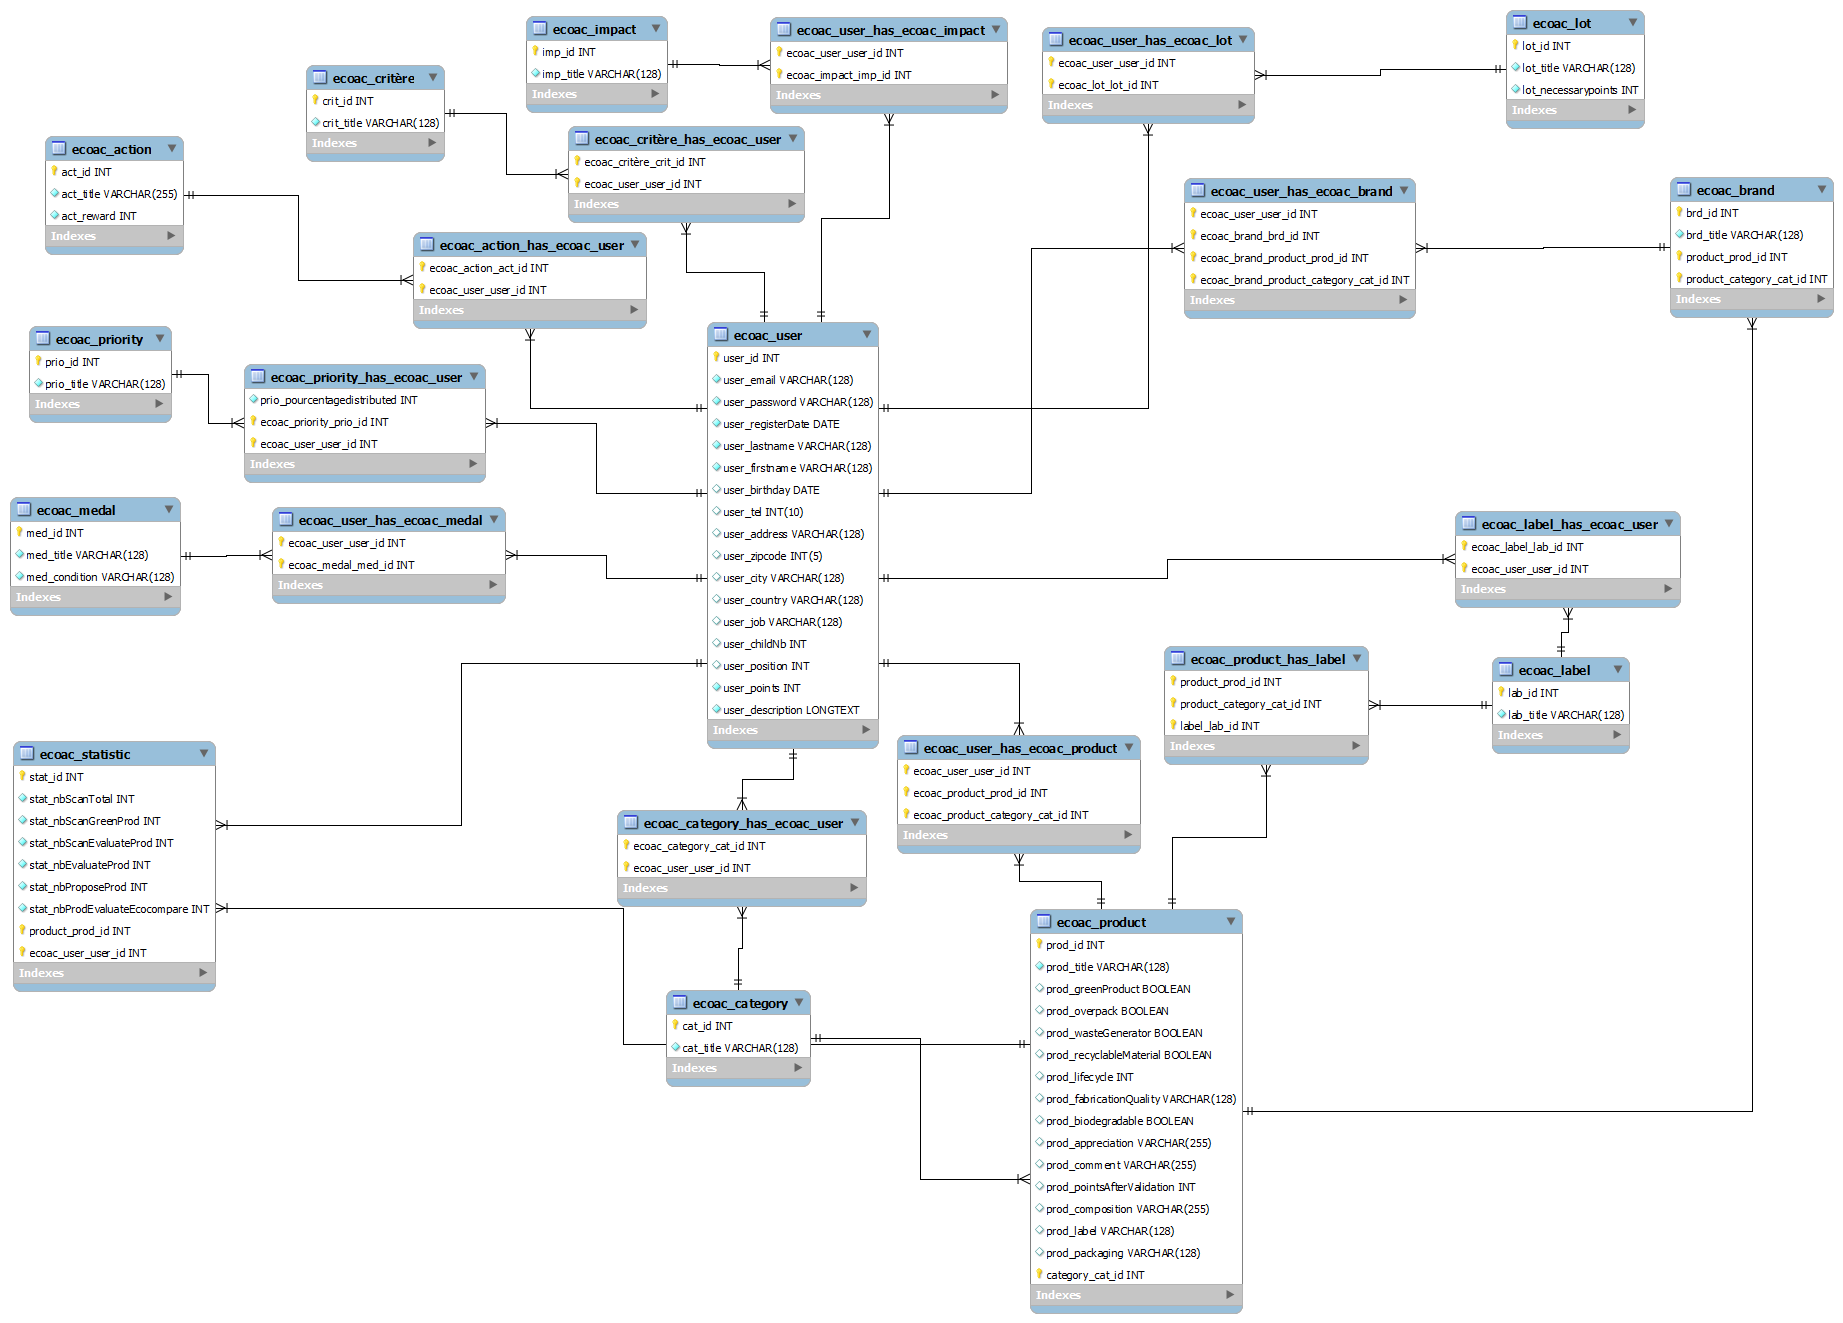 ecoac_impact
imp_id INT
imp_title VARCHAR(128)
Indexes
ecoac_user_has_ecoac_impact
ecoac_user_user_id INT
ecoac_impact_imp_id INT
Indexes
ecoac_user_has_ecoac_lot
ecoac_user_user_id INT
ecoac_lot_lot_id INT
Indexes
ecoac_lot
lot_id INT
lot_title VARCHAR(128)
lot_necessarypoints INT
Indexes
ecoac_critère
crit_id INT
crit_title VARCHAR(128)
Indexes
ecoac_critère_has_ecoac_user
ecoac_critère_crit_id INT
ecoac_user_user_id INT
Indexes
ecoac_action
act_id INT
act_title VARCHAR(255)
act_reward INT
Indexes
ecoac_action_has_ecoac_user
ecoac_action_act_id INT
ecoac_user_user_id INT
Indexes
ecoac_user_has_ecoac_brand
ecoac_user_user_id INT
ecoac_brand_brd_id INT
ecoac_brand_product_prod_id INT
ecoac_brand_product_category_cat_id INT
Indexes
ecoac_brand
brd_id INT
brd_title VARCHAR(128)
product_prod_id INT
product_category_cat_id INT
Indexes
ecoac_priority
prio_id INT
prio_title VARCHAR(128)
Indexes
ecoac_priority_has_ecoac_user
prio_pourcentagedistributed INT
ecoac_priority_prio_id INT
ecoac_user_user_id INT
Indexes
ecoac_user
user_id INT
user_email VARCHAR(128)
user_password VARCHAR(128)
user_registerDate DATE
user_lastname VARCHAR(128)
user_firstname VARCHAR(128)
user_birthday DATE
user_tel INT(10)
user_address VARCHAR(128)
user_zipcode INT(5)
user_city VARCHAR(128)
user_country VARCHAR(128)
user_job VARCHAR(128)
user_childNb INT
user_position INT
user_points INT
user_description LONGTEXT
Indexes
ecoac_medal
med_id INT
med_title VARCHAR(128)
med_condition VARCHAR(128)
Indexes
ecoac_user_has_ecoac_medal
ecoac_user_user_id INT
ecoac_medal_med_id INT
Indexes
ecoac_label_has_ecoac_user
ecoac_label_lab_id INT
ecoac_user_user_id INT
Indexes
ecoac_product_has_label
product_prod_id INT
product_category_cat_id INT
label_lab_id INT
Indexes
ecoac_label
lab_id INT
lab_title VARCHAR(128)
Indexes
ecoac_statistic
stat_id INT
stat_nbScanTotal INT
stat_nbScanGreenProd INT
stat_nbScanEvaluateProd INT
stat_nbEvaluateProd INT
stat_nbProposeProd INT
stat_nbProdEvaluateEcocompare INT
product_prod_id INT
ecoac_user_user_id INT
Indexes
ecoac_user_has_ecoac_product
ecoac_user_user_id INT
ecoac_product_prod_id INT
ecoac_product_category_cat_id INT
Indexes
ecoac_category_has_ecoac_user
ecoac_category_cat_id INT
ecoac_user_user_id INT
Indexes
ecoac_category
cat_id INT
cat_title VARCHAR(128)
Indexes
ecoac_product
prod_id INT
prod_title VARCHAR(128)
prod_greenProduct BOOLEAN
prod_overpack BOOLEAN
prod_wasteGenerator BOOLEAN
prod_recyclableMaterial BOOLEAN
prod_lifecycle INT
prod_fabricationQuality VARCHAR(128)
prod_biodegradable BOOLEAN
prod_appreciation VARCHAR(255)
prod_comment VARCHAR(255)
prod_pointsAfterValidation INT
prod_composition VARCHAR(255)
prod_label VARCHAR(128)
prod_packaging VARCHAR(128)
category_cat_id INT
Indexes